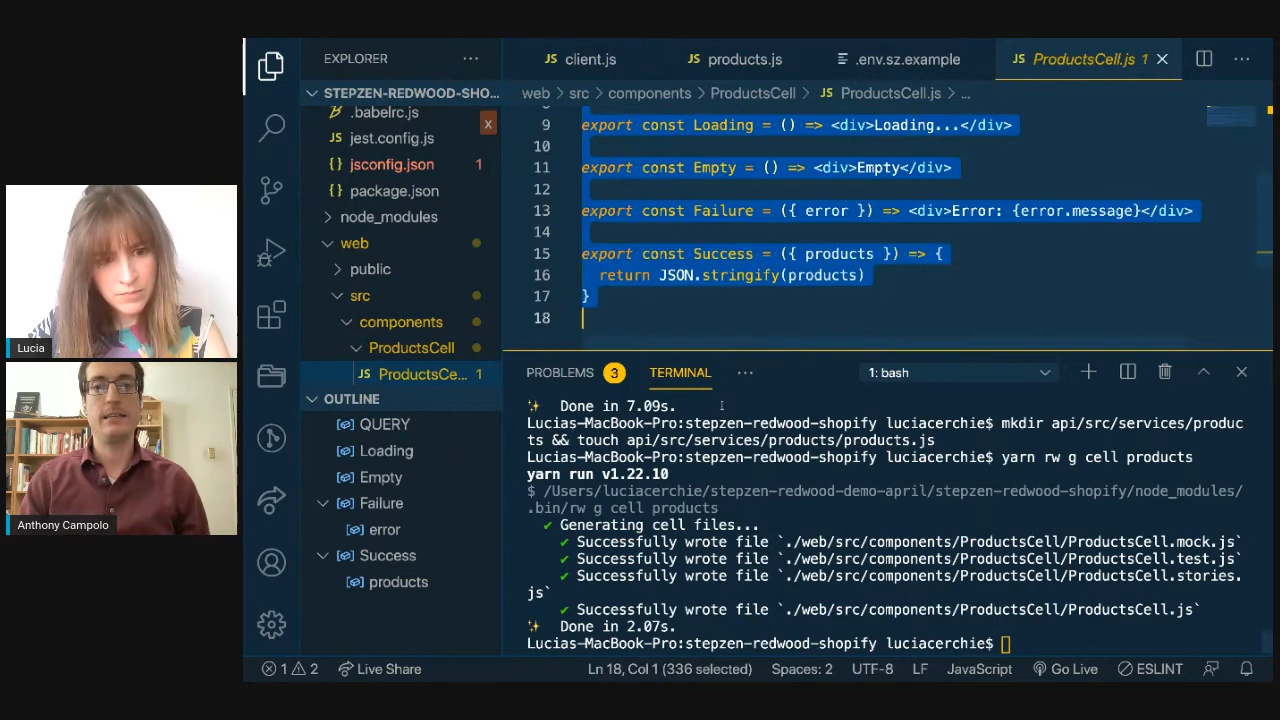 EXPLORER
client.js
products.js
.env.sz.example
ProductsCell.js 1
STEPZEN-REDWOOD-SHO...
web > src > components > ProductsCell > JS ProductsCell.js > ...
.babelrc.js
jest.config.js
jsconfig.json 1
package.json
node_modules
web
public
src
components
ProductsCell
JS ProductsCe... 1
OUTLINE
QUERY
Loading
Empty
Failure
error
Success
products
9 export const Loading = () => <div>Loading...</div>
10
11 export const Empty = () => <div>Empty</div>
12
13 export const Failure = ({ error }) => <div>Error: {error.message}</div>
14
15 export const Success = ({ products }) => {
16 return JSON.stringify(products)
17 }
18
PROBLEMS 3 TERMINAL ... 1: bash
Done in 7.09s.
Lucias-MacBook-Pro:stepzen-redwood-shopify luciacerchie$ mkdir api/src/services/produc
ts && touch api/src/services/products/products.js
Lucias-MacBook-Pro:stepzen-redwood-shopify luciacerchie$ yarn rw g cell products
yarn run v1.22.10
$ /Users/luciacerchie/stepzen-redwood-demo-april/stepzen-redwood-shopify/node_modules/
.bin/rw g cell products
✔ Generating cell files...
✔ Successfully wrote file `./web/src/components/ProductsCell/ProductsCell.mock.js`
✔ Successfully wrote file `./web/src/components/ProductsCell/ProductsCell.test.js`
✔ Successfully wrote file `./web/src/components/ProductsCell/ProductsCell.stories.
js`
✔ Successfully wrote file `./web/src/components/ProductsCell/ProductsCell.js`
Done in 2.07s.
Lucias-MacBook-Pro:stepzen-redwood-shopify luciacerchie$
1 2 Live Share Ln 18, Col 1 (336 selected) Spaces: 2 UTF-8 LF JavaScript Go Live ESLINT
Lucia
Anthony Campolo